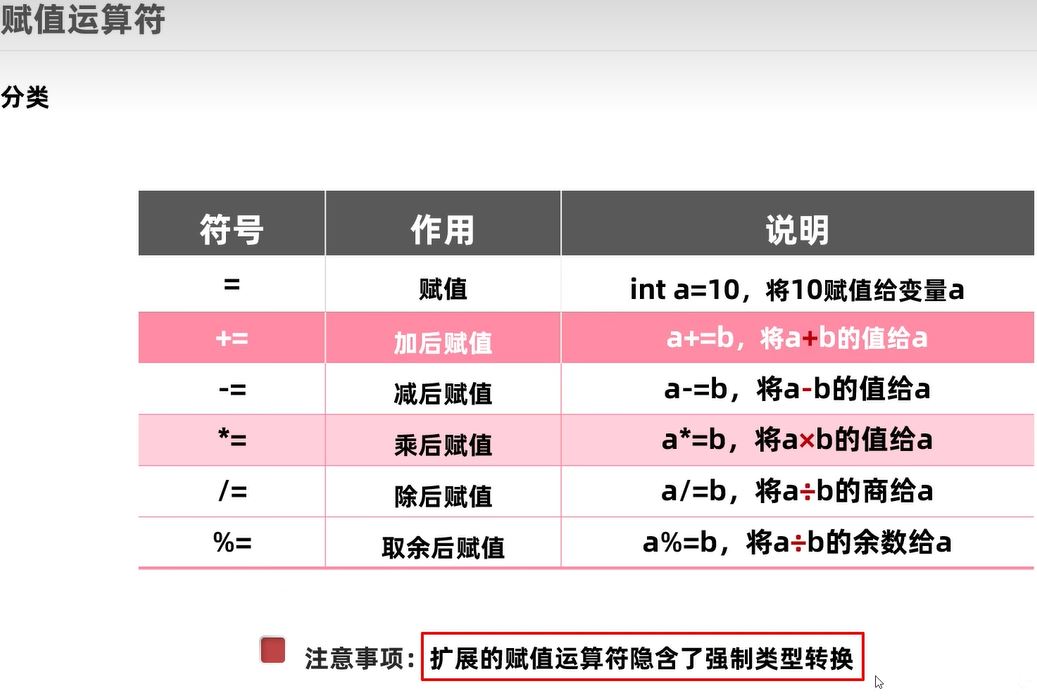 赋值运算符
分类
符号 作用 说明
= 赋值 int a=10，将10赋值给变量a
+= 加后赋值 a+=b，将a+b的值给a
-= 减后赋值 a-=b，将a-b的值给a
*= 乘后赋值 a*=b，将a×b的值给a
/= 除后赋值 a/=b，将a÷b的商给a
%= 取余后赋值 a%=b，将a÷b的余数给a
注意事项：扩展的赋值运算符隐含了强制类型转换